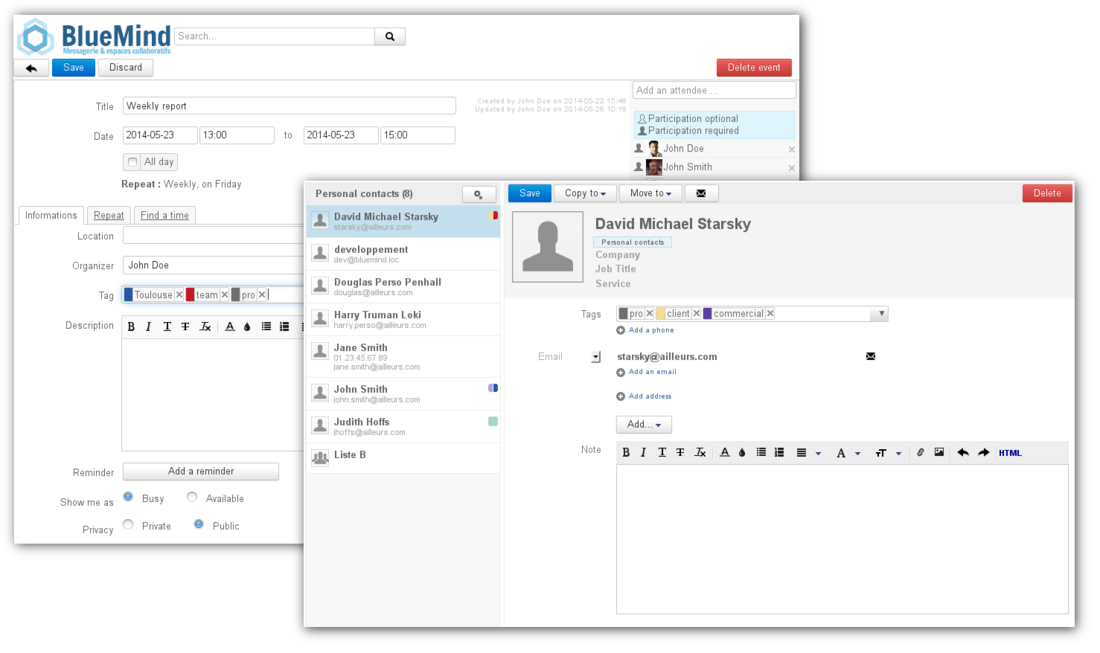 BlueMind
Messagerie & espaces collaboratifs
Search...
Save
Discard
Delete event
Title
Weekly report
Created by John Doe on 2014-05-22 15:46
Updated by John Doe on 2014-05-26 10:18
Add an attendee ...
Date
2014-05-23
13:00
to
2014-05-23
15:00
Participation optional
Participation required
All day
John Doe
John Smith
Repeat : Weekly, on Friday
Informations
Repeat
Find a time
Location
Organizer
John Doe
Tag
Toulouse
team
pro
Description
B I T T Tx A
Reminder
Add a reminder
Show me as
Busy
Available
Privacy
Private
Public
Personal contacts (8)
David Michael Starsky
starsky@ailleurs.com
developpement
dev@bluemind.loc
Douglas Perso Penhall
douglas@ailleurs.com
Harry Truman Loki
harry.perso@ailleurs.com
Jane Smith
01.23.45.67.89
jane.smith@ailleurs.com
John Smith
john.smith@ailleurs.com
Judith Hoffs
jhoffs@ailleurs.com
Liste B
Save
Copy to
Move to
Delete
David Michael Starsky
Personal contacts
Company
Job Title
Service
Tags
pro
client
commercial
Add a phone
Email
starsky@ailleurs.com
Add an email
Add address
Add...
Note
B I T T Tx A A TT HTML